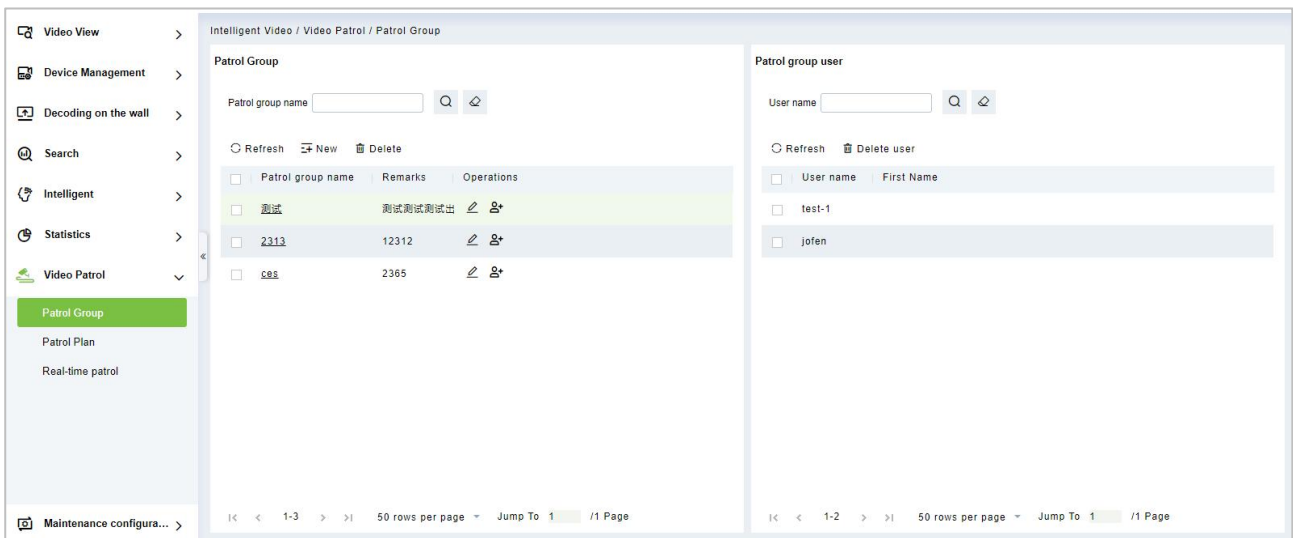 Video View
Device Management
Decoding on the wall
Search
Intelligent
Statistics
Video Patrol
Patrol Group
Patrol Plan
Real-time patrol
Maintenance configura...
Intelligent Video / Video Patrol / Patrol Group
Patrol Group
Patrol group name
Refresh New Delete
Patrol group name Remarks Operations
测试 测试测试测试出
2313 12312
ces 2365
1-3 50 rows per page Jump To 1 /1 Page
Patrol group user
User name
Refresh Delete user
User name First Name
test-1
jofen
1-2 50 rows per page Jump To 1 /1 Page